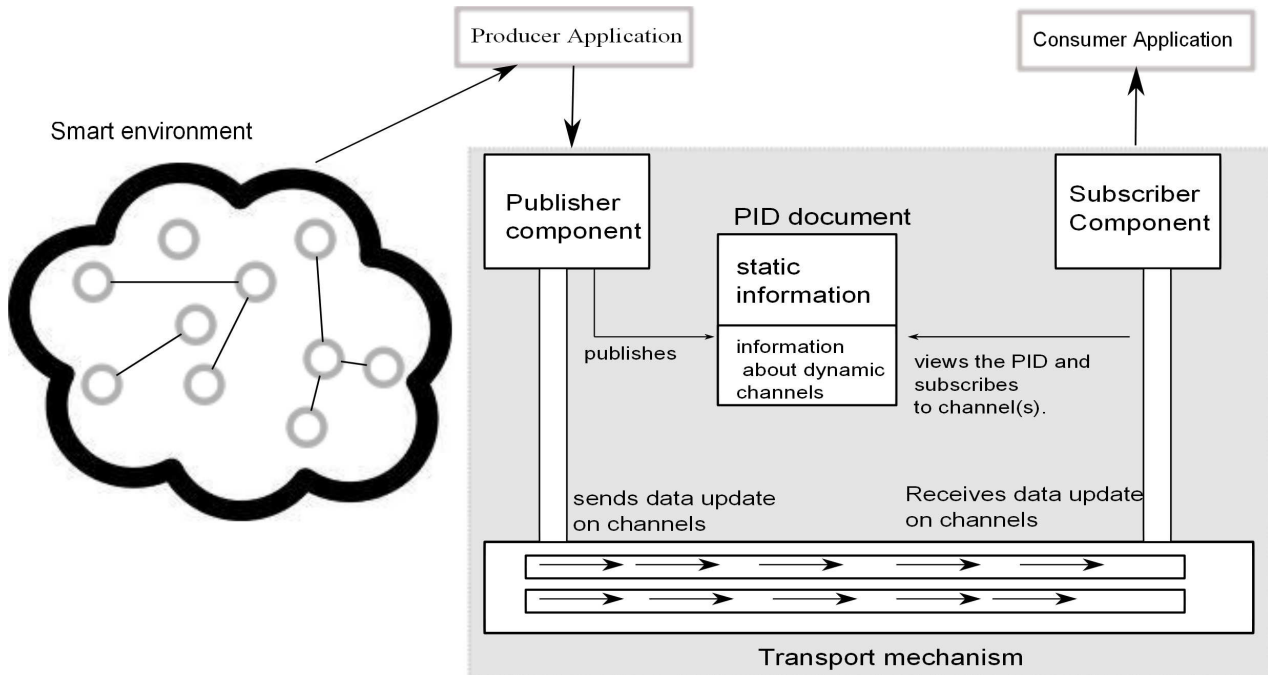 Producer Application
Consumer Application
Smart environment
Publisher
component
PID document
static
information
information
about dynamic
channels
Subscriber
Component
publishes
views the PID and
subscribes
to channel(s).
sends data update
on channels
Receives data update
on channels
Transport mechanism